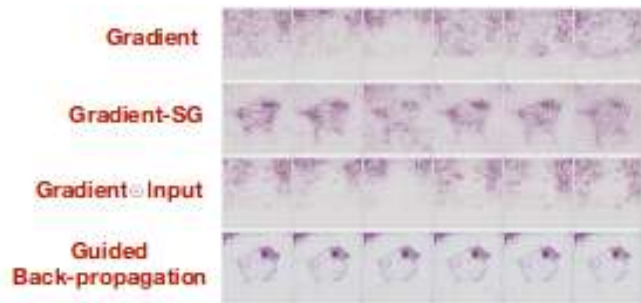 Gradient
Gradient-SG
Gradient⊙Input
Guided
Back-propagation